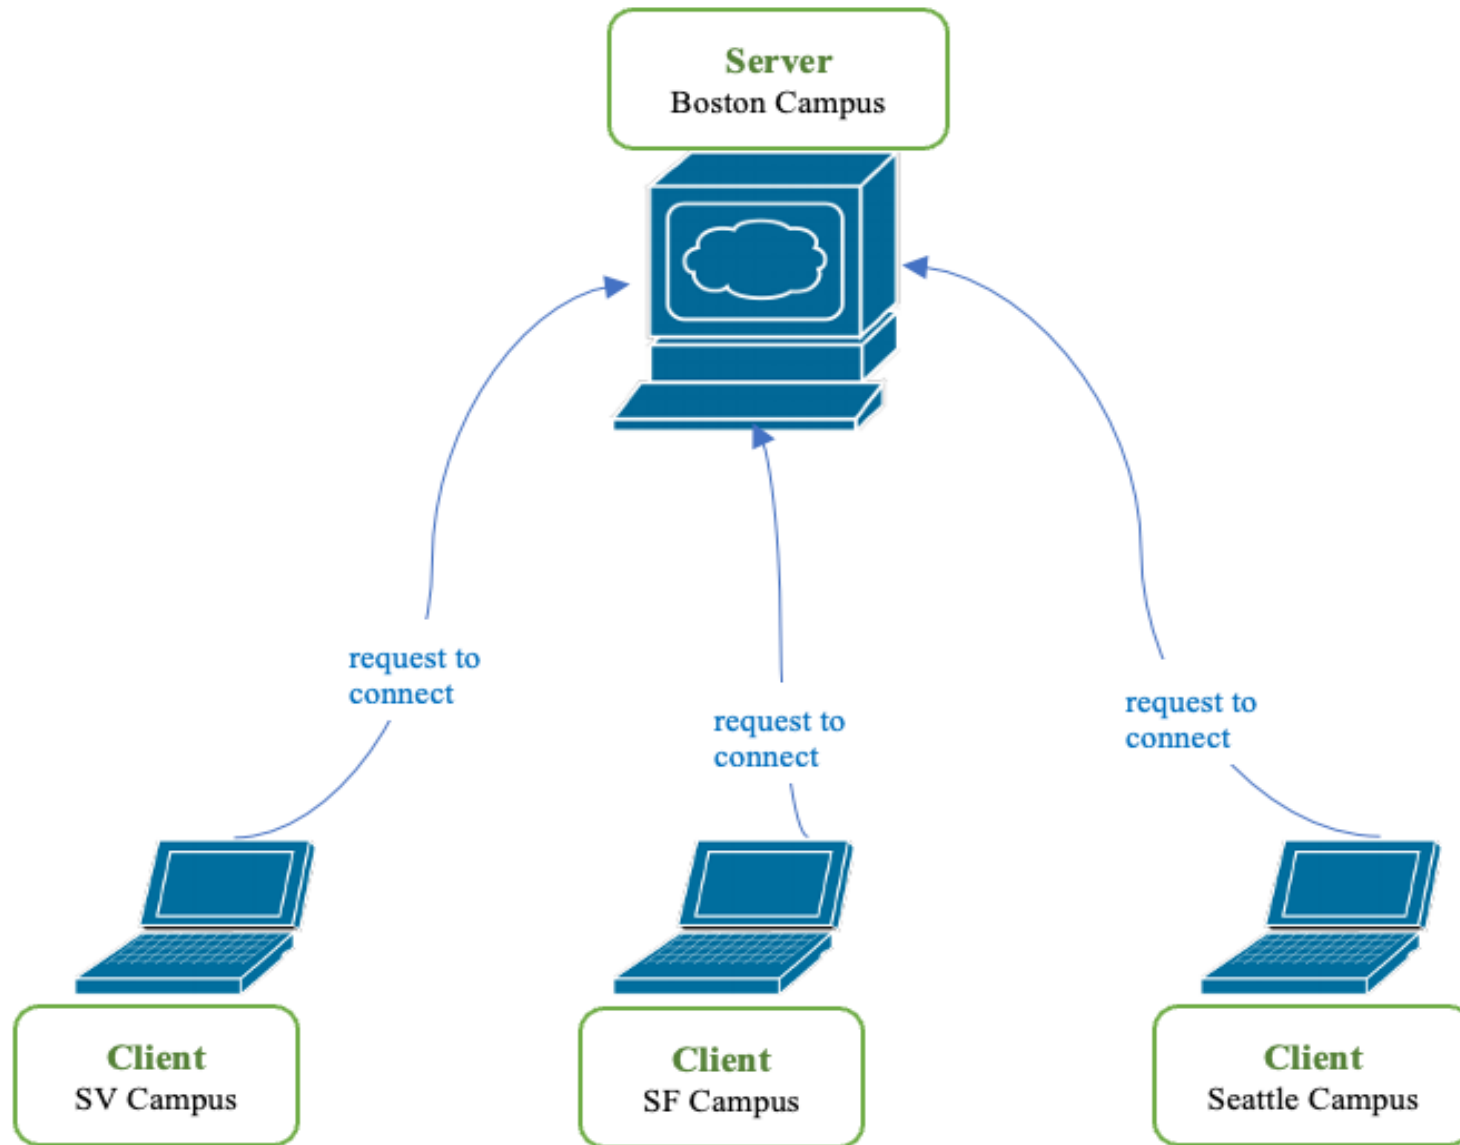 Server
Boston Campus
request to
connect
request to
connect
request to
connect
Client
SV Campus
Client
SF Campus
Client
Seattle Campus